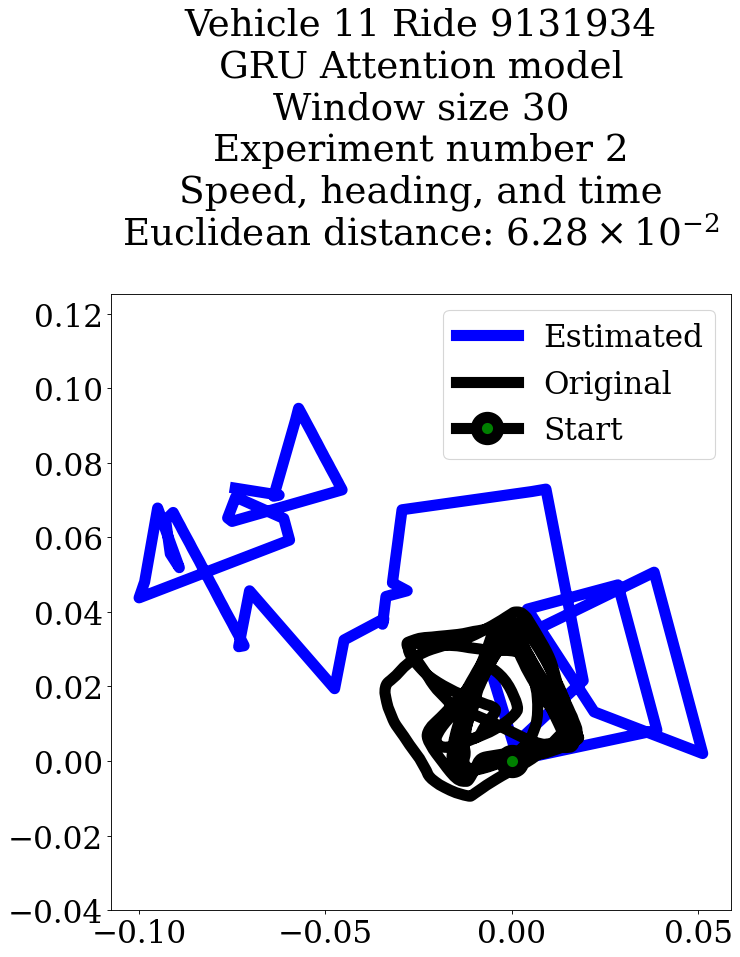 Vehicle 11 Ride 9131934
GRU Attention model
Window size 30
Experiment number 2
Speed, heading, and time
Euclidean distance: 6.28 × 10⁻²
0.12
0.10
0.08
0.06
0.04
0.02
0.00
−0.02
−0.04
Estimated
Original
Start
−0.10
−0.05
0.00
0.05